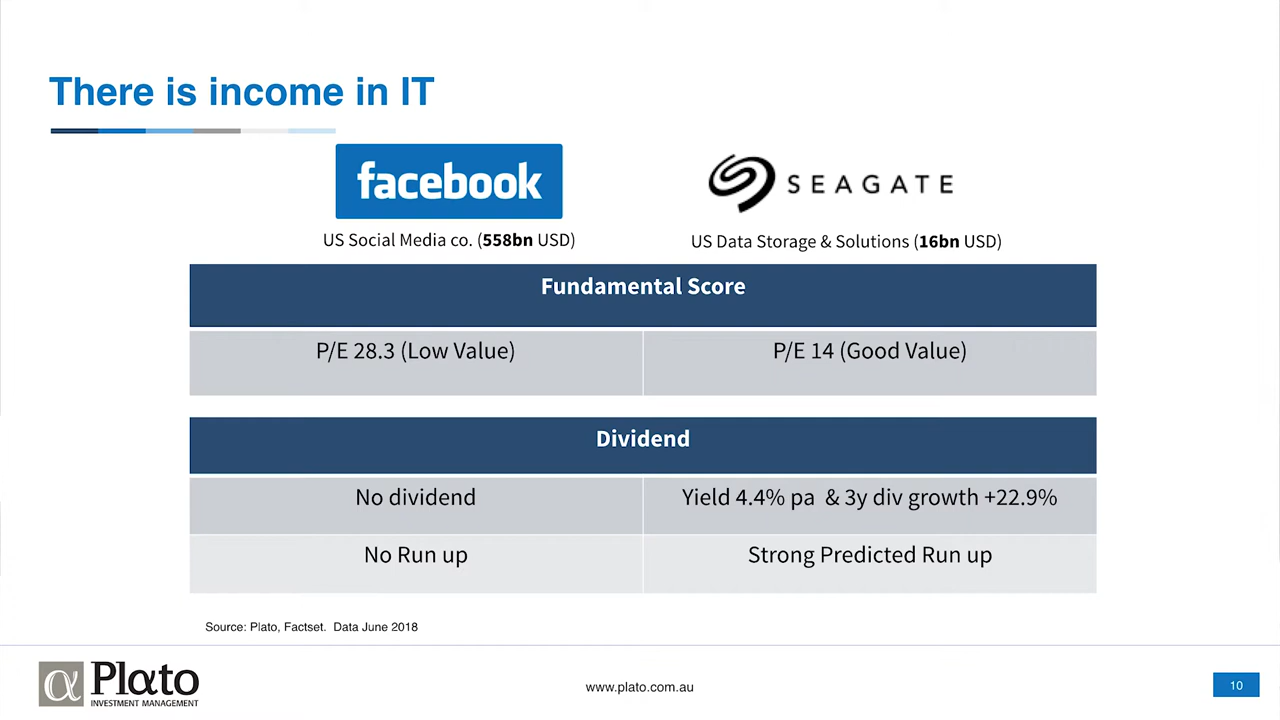 There is income in IT
facebook
SEAGATE
US Social Media co. (558bn USD)
US Data Storage & Solutions (16bn USD)
Fundamental Score
P/E 28.3 (Low Value)
P/E 14 (Good Value)
Dividend
No dividend
Yield 4.4% pa & 3y div growth +22.9%
No Run up
Strong Predicted Run up
Source: Plato, Factset. Data June 2018
α Plαto
INVESTMENT MANAGEMENT
www.plato.com.au
10